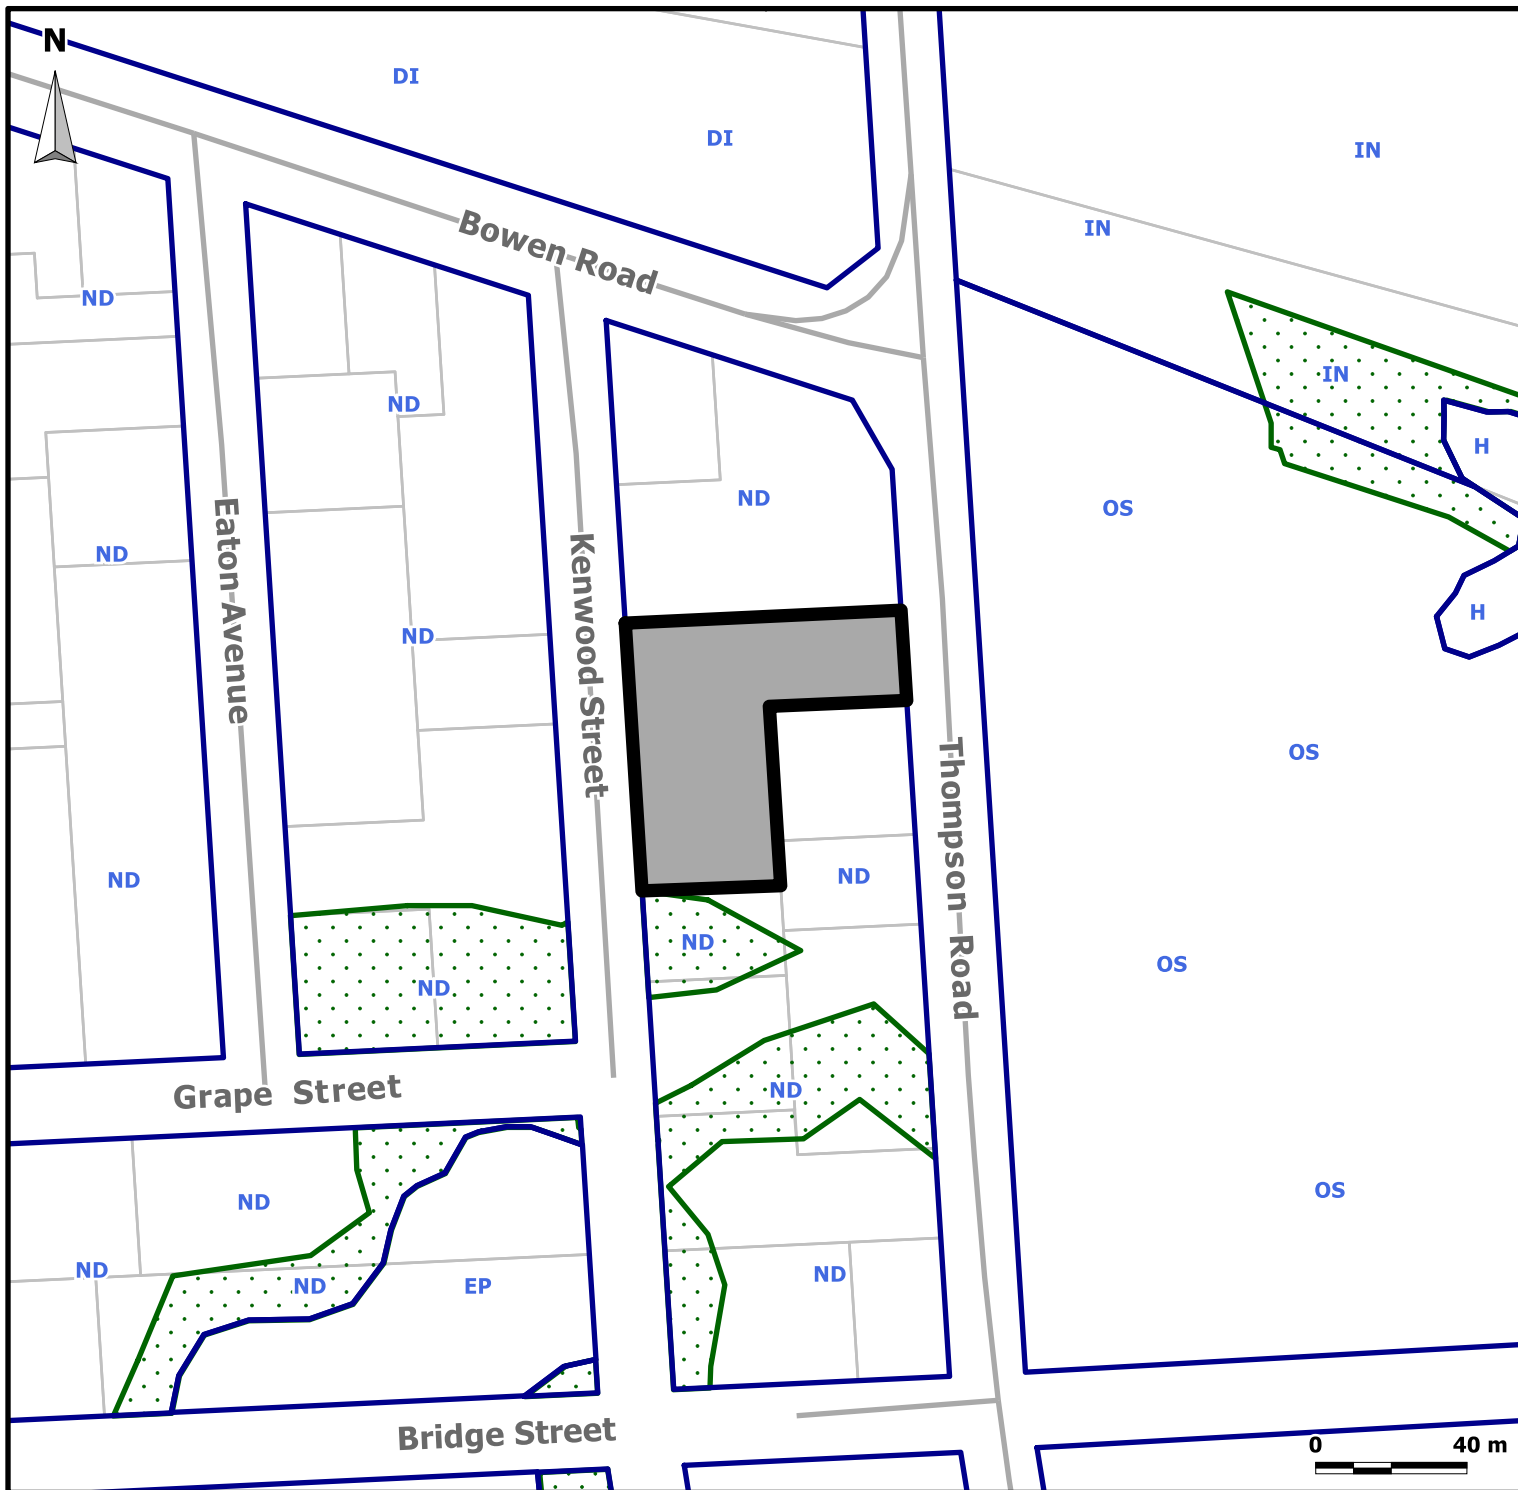 N
DI
DI
IN
IN
Bowen Road
ND
IN
ND
H
ND
OS
Eaton Avenue
Kenwood Street
ND
H
ND
Thompson Road
OS
ND
ND
ND
OS
ND
Grape Street
ND
ND
OS
ND
ND
EP
ND
Bridge Street
0 40 m